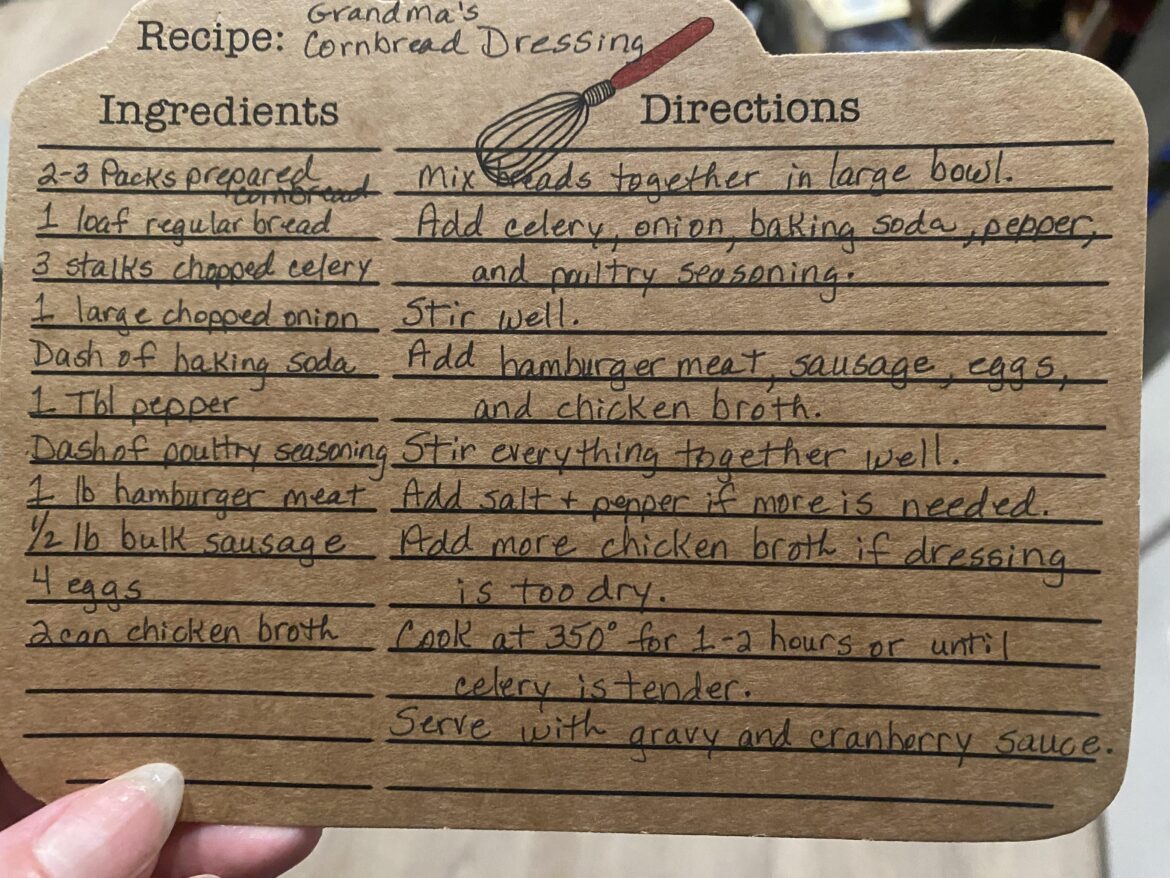 Recipe: Grandma's
Cornbread Dressing
Ingredients
2-3 Packs prepared
cornbread
1 loaf regular bread
3 stalks chopped celery
1 large chopped onion
Dash of baking soda
1 Tbl pepper
Dash of poultry seasoning
1 lb hamburger meat
1/2 lb bulk sausage
4 eggs
2 can chicken broth
Directions
Mix breads together in large bowl.
Add celery, onion, baking soda, pepper,
and poultry seasoning.
Stir well.
Add hamburger meat, sausage, eggs,
and chicken broth.
Stir everything together well.
Add salt + pepper if more is needed.
Add more chicken broth if dressing
is too dry.
Cook at 350° for 1-2 hours or until
celery is tender.
Serve with gravy and cranberry sauce.